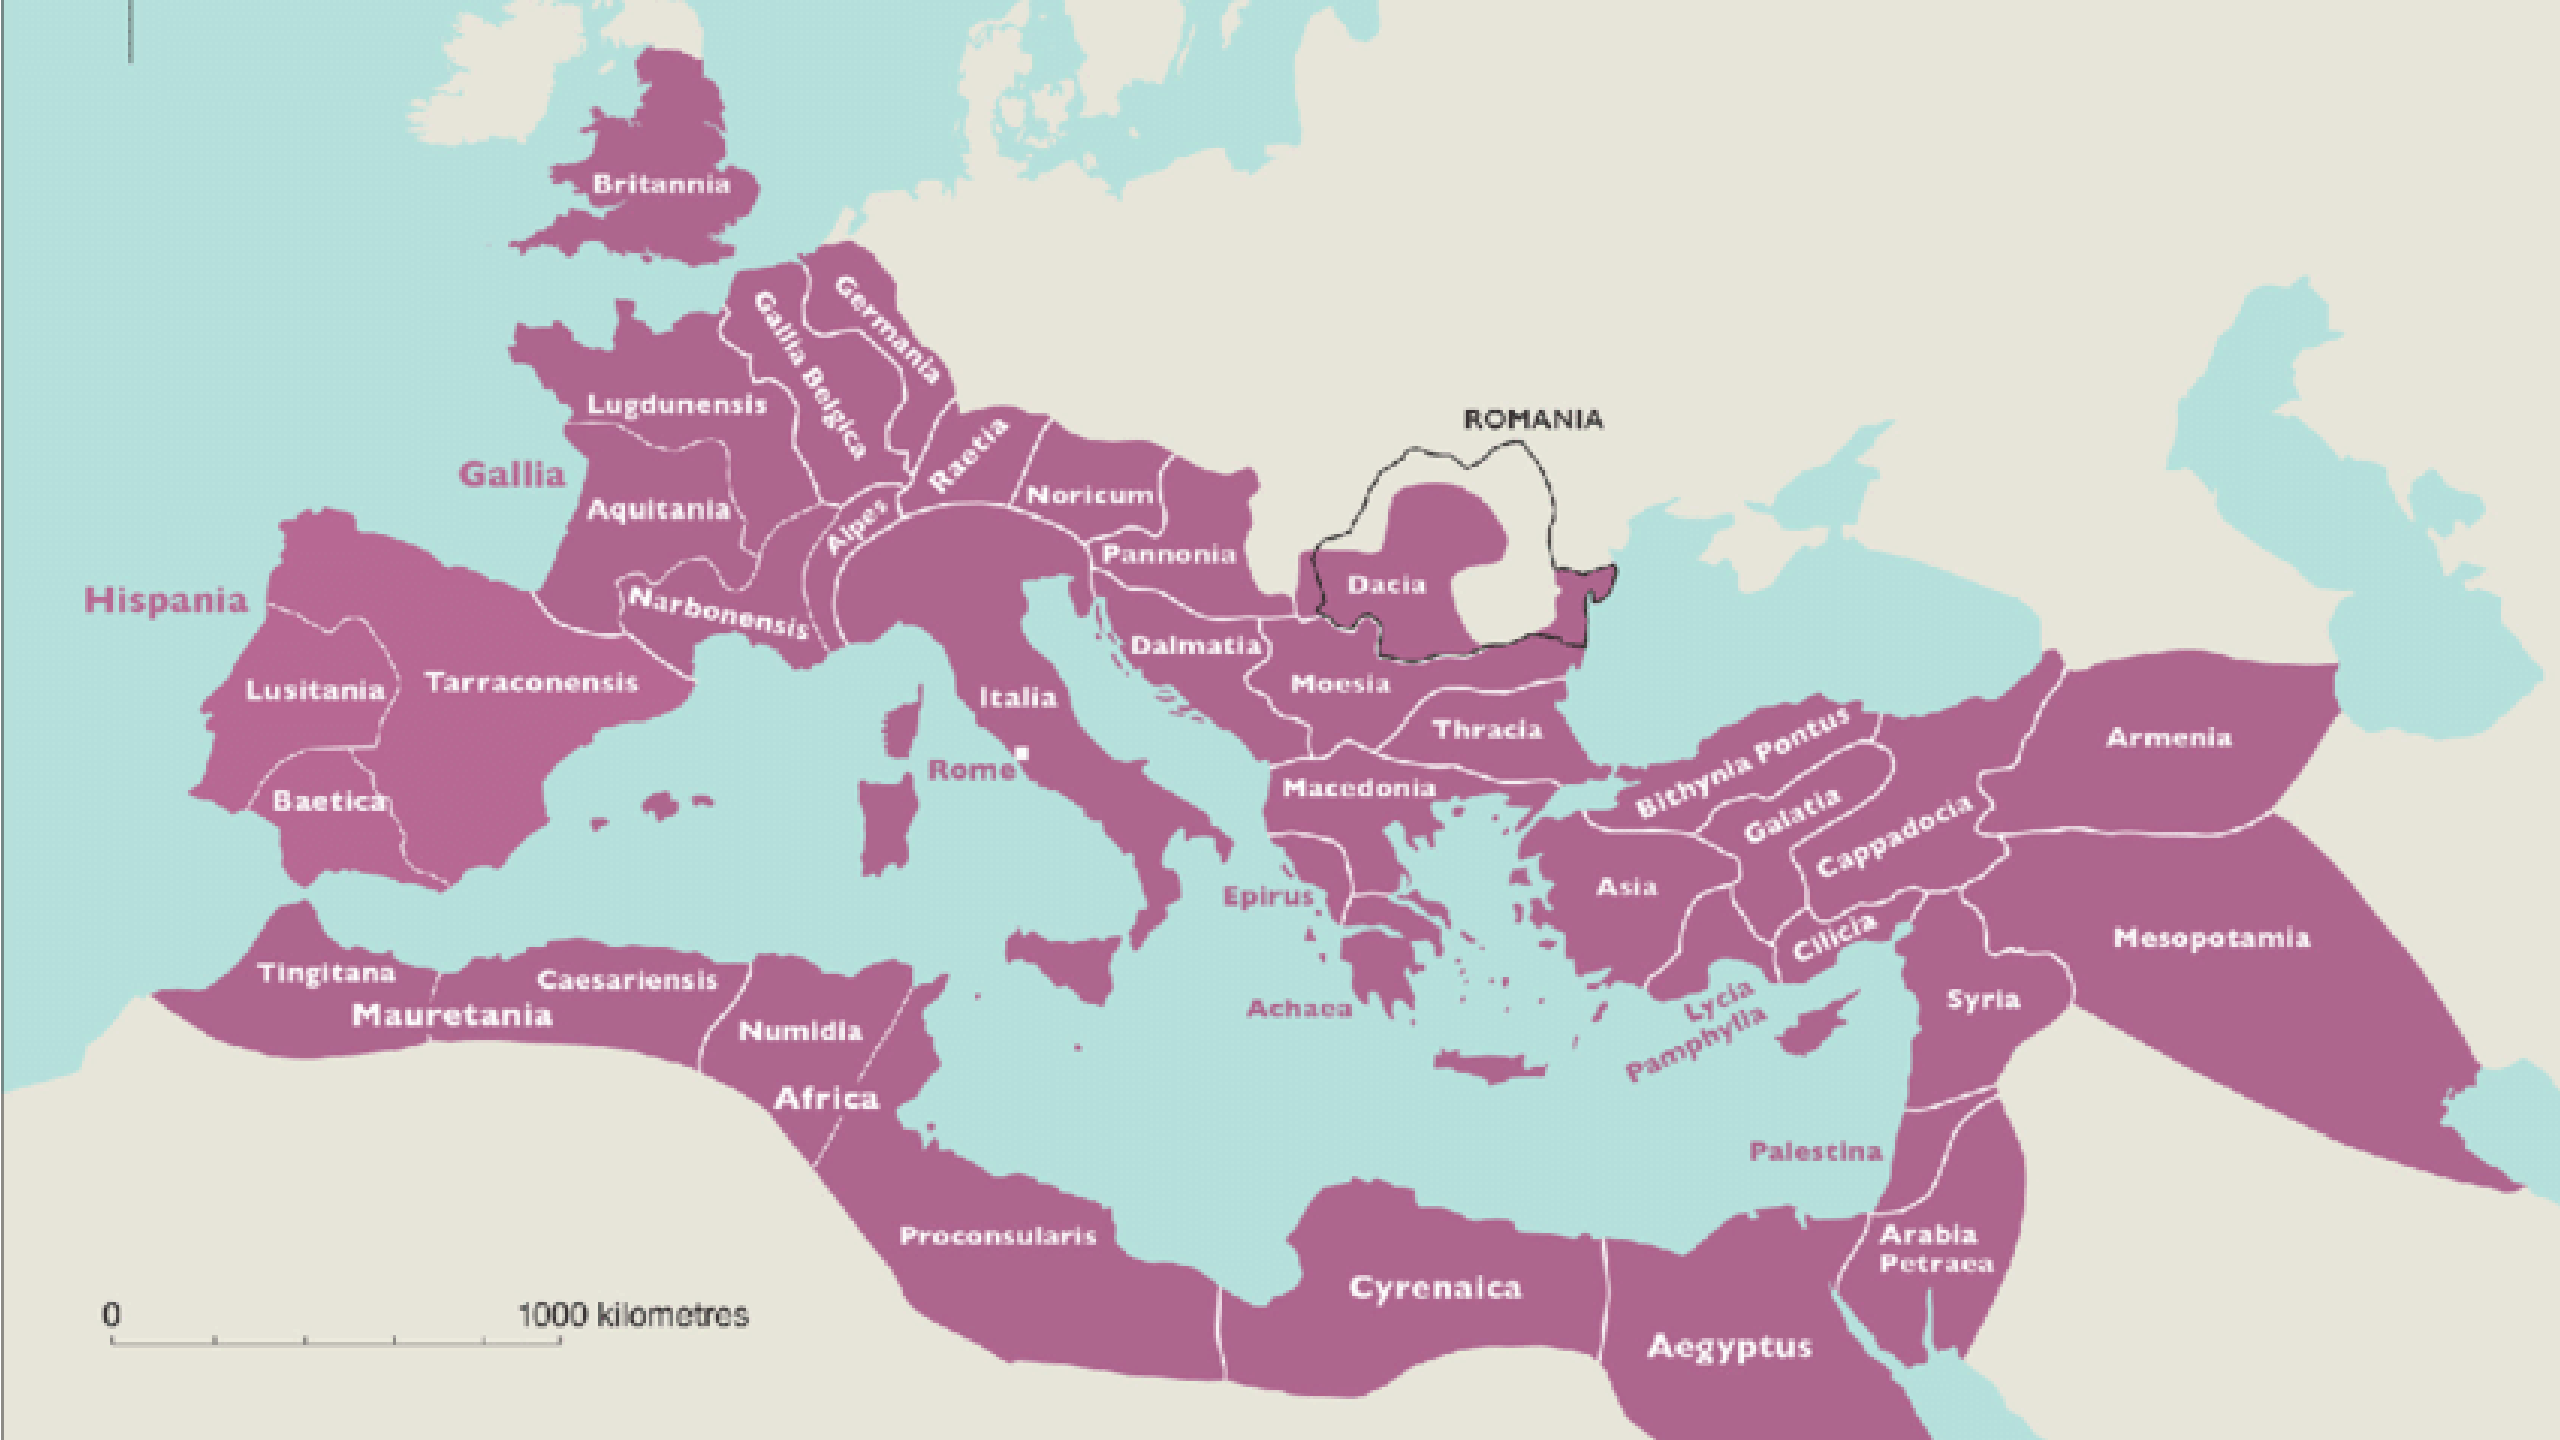 Britannia
Germania
Gallia Belgica
Lugdunensis
ROMANIA
Raetia
Gallia
Noricum
Aquitania
Alpes
Pannonia
Dacia
Hispania
Narbonensis
Dalmatia
Lusitania
Tarraconensis
Italia
Moesia
Thracia
Bithynia Pontus
Armenia
Rome
Macedonia
Baetica
Galatia
Cappadocia
Asia
Epirus
Cilicia
Mesopotamia
Tingitana
Caesariensis
Mauretania
Syria
Achaea
Lycia
Pamphylia
Numidia
Africa
Palestina
Proconsularis
Arabia
Petraea
Cyrenaica
Aegyptus
0 1000 kilometres